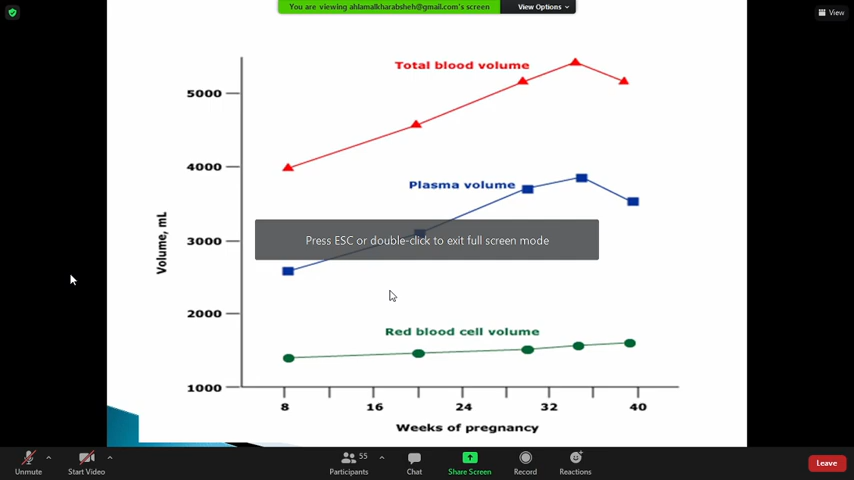 You are viewing ahlamalkharabsheh@gmail.com's screen
View Options
View
Total blood volume
5000
4000
Plasma volume
Volume, mL
3000
Press ESC or double-click to exit full screen mode
2000
Red blood cell volume
1000
8 16 24 32 40
Weeks of pregnancy
Unmute
Start Video
55
Participants
Chat
Share Screen
Record
Reactions
Leave